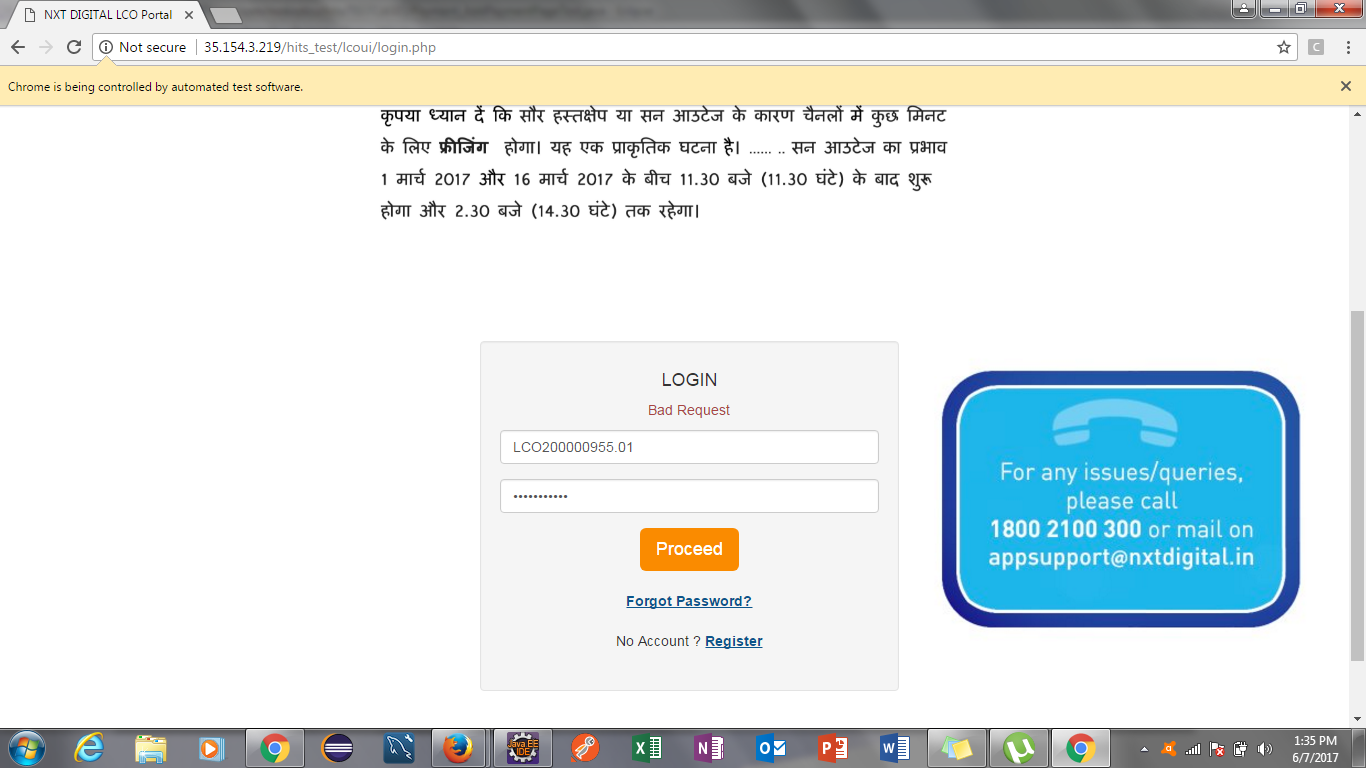 NXT DIGITAL LCO Portal
Not secure
35.154.3.219/hits_test/lcoui/login.php
C
Chrome is being controlled by automated test software.
कृपया ध्यान दें कि सौर हस्तक्षेप या सन आउटेज के कारण चैनलों में कुछ मिनट
के लिए फ्रीजिंग होगा। यह एक प्राकृतिक घटना है। ...... .. सन आउटेज का प्रभाव
1 मार्च 2017 और 16 मार्च 2017 के बीच 11.30 बजे (11.30 घंटे) के बाद शुरू
होगा और 2.30 बजे (14.30 घंटे) तक रहेगा।
LOGIN
Bad Request
LCO200000955.01
•••••••••••
Proceed
Forgot Password?
No Account ? Register
For any issues/queries,
please call
1800 2100 300 or mail on
appsupport@nxtdigital.in
Java EE
IDE
1:35 PM
6/7/2017